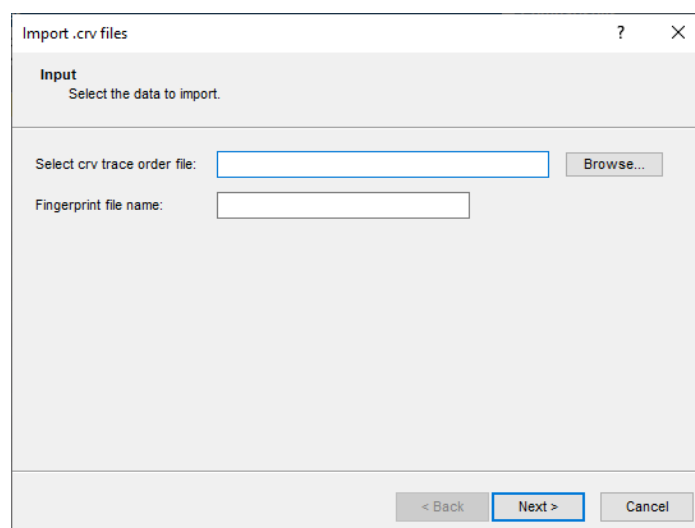 Import .crv files
?
Input
Select the data to import.
Select crv trace order file:
Browse...
Fingerprint file name:
< Back
Next >
Cancel